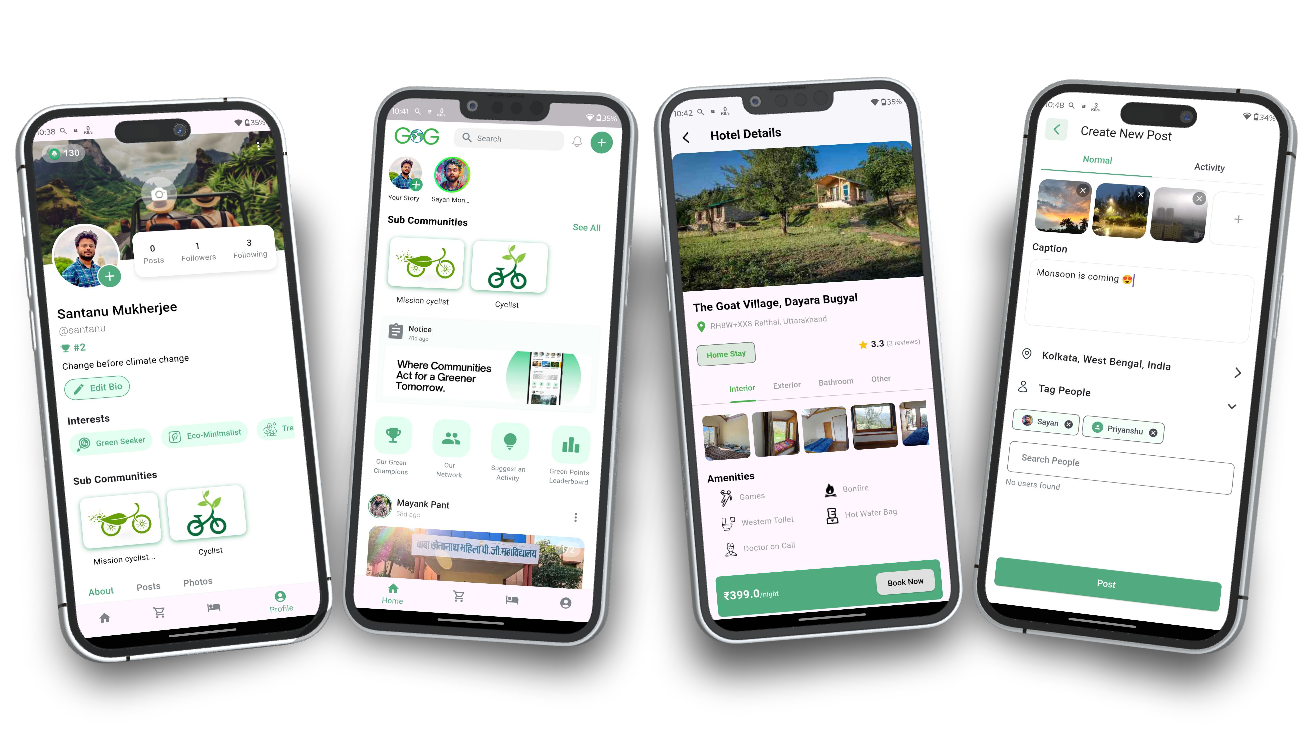 10:38
35%
130
0
Posts
1
Followers
3
Following
Santanu Mukherjee
@santanu
#2
Change before climate change
Edit Bio
Interests
Green Seeker
Eco-Minimalist
Tre
Sub Communities
Mission cyclist...
Cyclist
About
Posts
Photos
Profile
10:41
35%
GOG
Search
Your Story
Sayan Mon...
Sub Communities
See All
Mission cyclist
Cyclist
Notice
Where Communities
Act for a Greener
Tomorrow.
Our Green
Champions
Our
Network
Suggest an
Activity
Green Points
Leaderboard
Mayank Pant
Home
10:42
35%
Hotel Details
The Goat Village, Dayara Bugyal
RH8W+XX8 Raithal, Uttarakhand
Home Stay
3.3 (3 reviews)
Interior
Exterior
Bathroom
Other
Amenities
Games
Bonfire
Western Toilet
Hot Water Bag
Doctor on Call
₹399.0/night
Book Now
10:48
34%
Create New Post
Normal
Activity
Caption
Monsoon is coming 😍
Kolkata, West Bengal, India
Tag People
Sayan
Priyanshu
Search People
No users found
Post